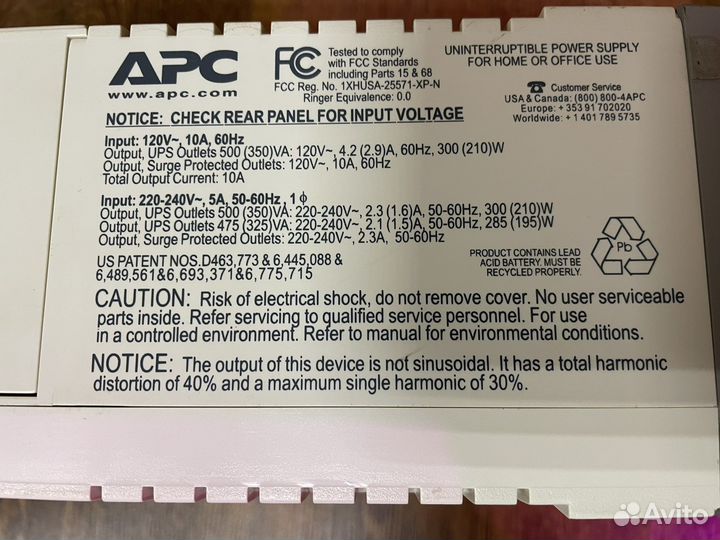 APC
www.apc.com
FC
Tested to comply
with FCC Standards
including Parts 15 & 68
FCC Reg. No. 1XHUSA-25571-XP-N
Ringer Equivalence: 0.0
UNINTERRUPTIBLE POWER SUPPLY
FOR HOME OR OFFICE USE
Customer Service
USA & Canada: (800) 800-4APC
Europe: +353 91 702020
Worldwide: +1 401 789 5735
NOTICE: CHECK REAR PANEL FOR INPUT VOLTAGE
Input: 120V~, 10A, 60Hz
Output, UPS Outlets 500 (350)VA: 120V~, 4.2 (2.9)A, 60Hz, 300 (210)W
Output, Surge Protected Outlets: 120V~, 10A, 60Hz
Total Output Current: 10A
Input: 220-240V~, 5A, 50-60Hz, 1 ϕ
Output, UPS Outlets 500 (350)VA: 220-240V~, 2.3 (1.6)A, 50-60Hz, 300 (210)W
Output, UPS Outlets 475 (325)VA: 220-240V~, 2.1 (1.5)A, 50-60Hz, 285 (195)W
Output, Surge Protected Outlets: 220-240V~, 2.3A, 50-60Hz
US PATENT NOS.D463,773 & 6,445,088 &
6,489,561&6,693,371&6,775,715
PRODUCT CONTAINS LEAD
ACID BATTERY. MUST BE
RECYCLED PROPERLY.
Pb
CAUTION: Risk of electrical shock, do not remove cover. No user serviceable
parts inside. Refer servicing to qualified service personnel. For use
in a controlled environment. Refer to manual for environmental conditions.
NOTICE: The output of this device is not sinusoidal. It has a total harmonic
distortion of 40% and a maximum single harmonic of 30%.
Avito